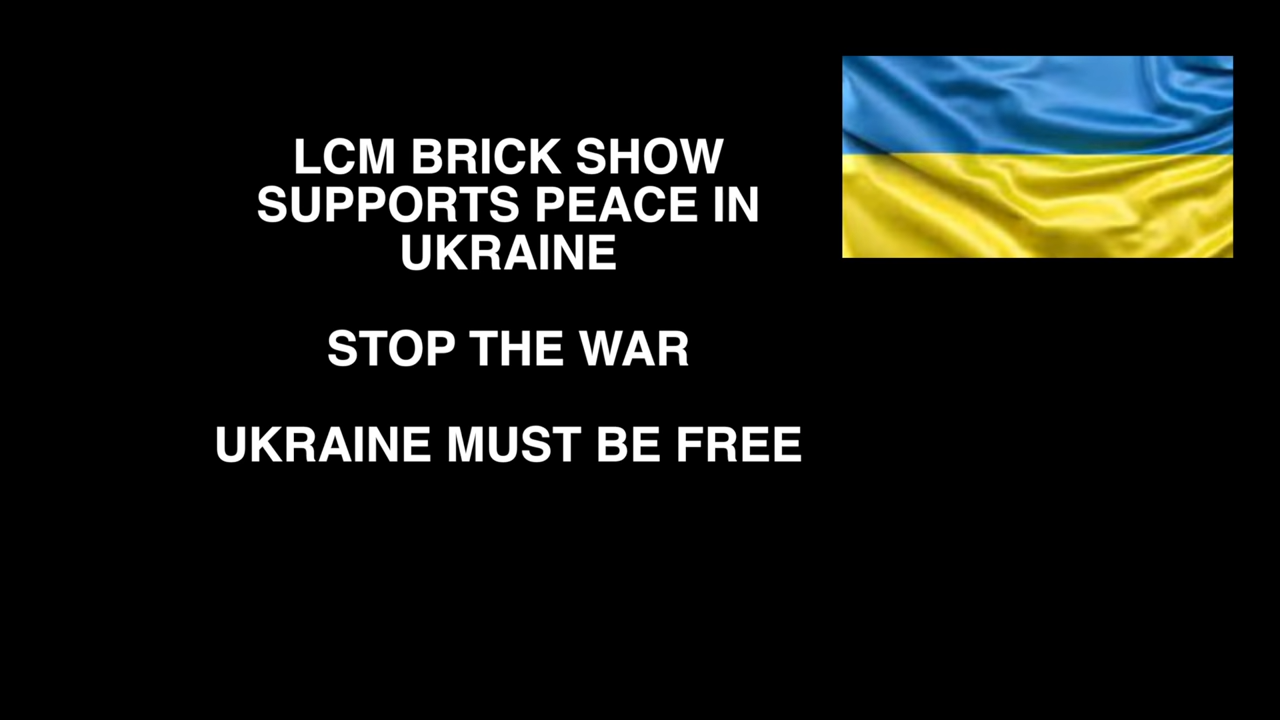 LCM BRICK SHOW
SUPPORTS PEACE IN
UKRAINE
STOP THE WAR
UKRAINE MUST BE FREE